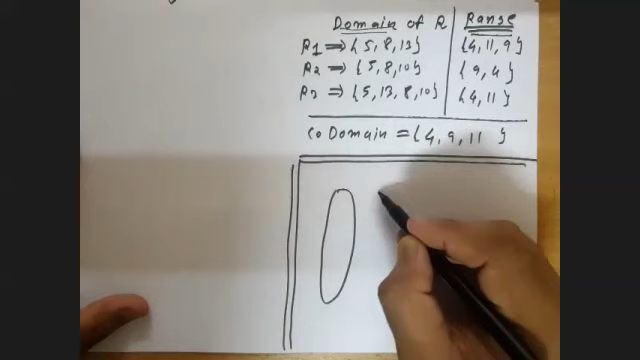 Domain of R Range
R1 ⇒ {5, 8, 13} {4, 11, 9}
R2 ⇒ {5, 8, 10} {9, 4}
R3 ⇒ {5, 13, 8, 10} {4, 11}
co Domain = {4, 9, 11}